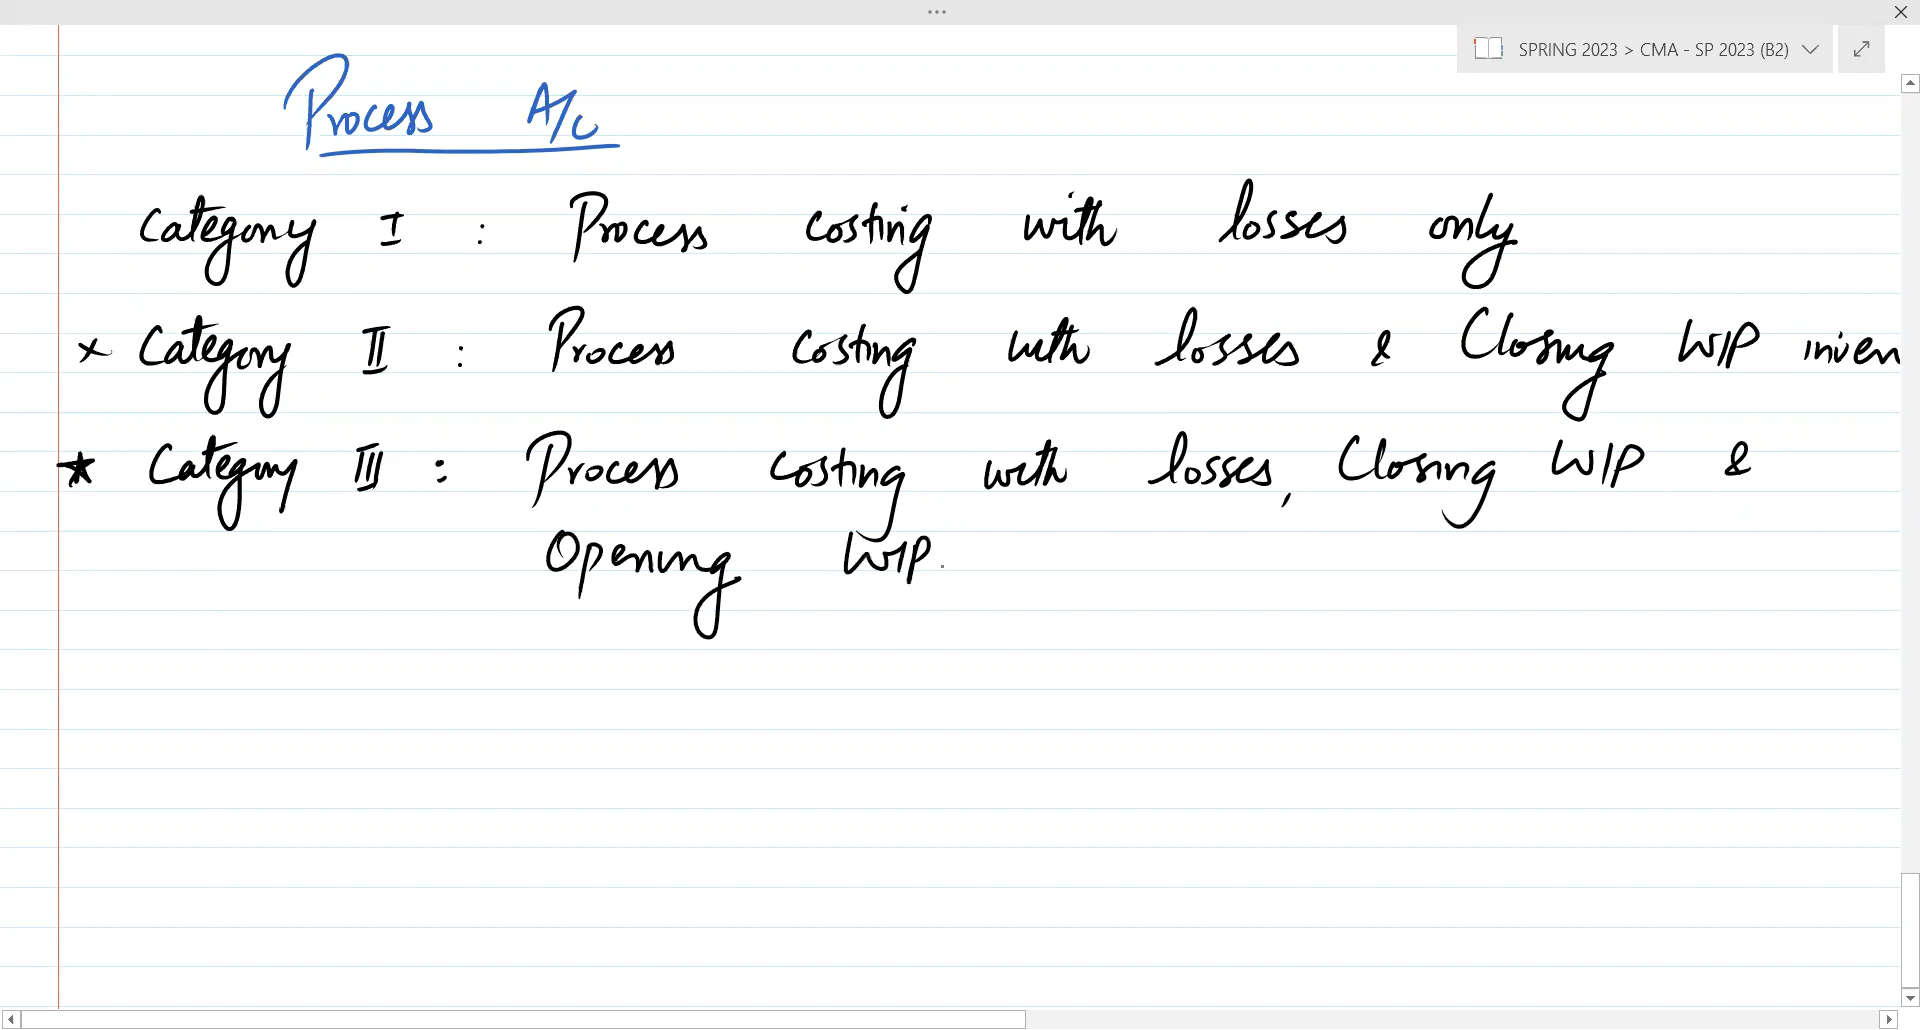 SPRING 2023 > CMA - SP 2023 (B2)
Process A/c
Category I : Process costing with losses only
× Category II : Process costing with losses & Closing WIP inven
★ Category III : Process costing with losses, Closing WIP &
Opening WIP.